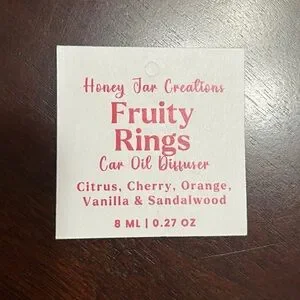 Honey Jar Creations
Fruity
Rings
Car Oil Diffuser
Citrus, Cherry, Orange,
Vanilla & Sandalwood
8 ML | 0.27 OZ